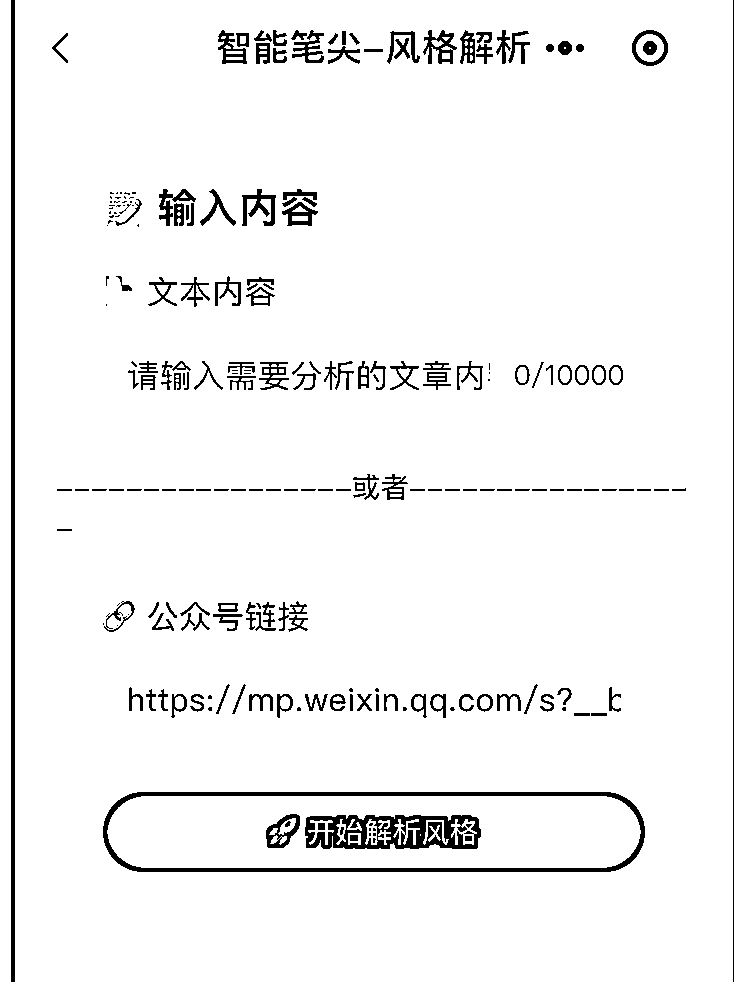 智能笔尖-风格解析
输入内容
文本内容
请输入需要分析的文章内 0/10000
-----------------或者----------------
-
公众号链接
https://mp.weixin.qq.com/s?__b
开始解析风格